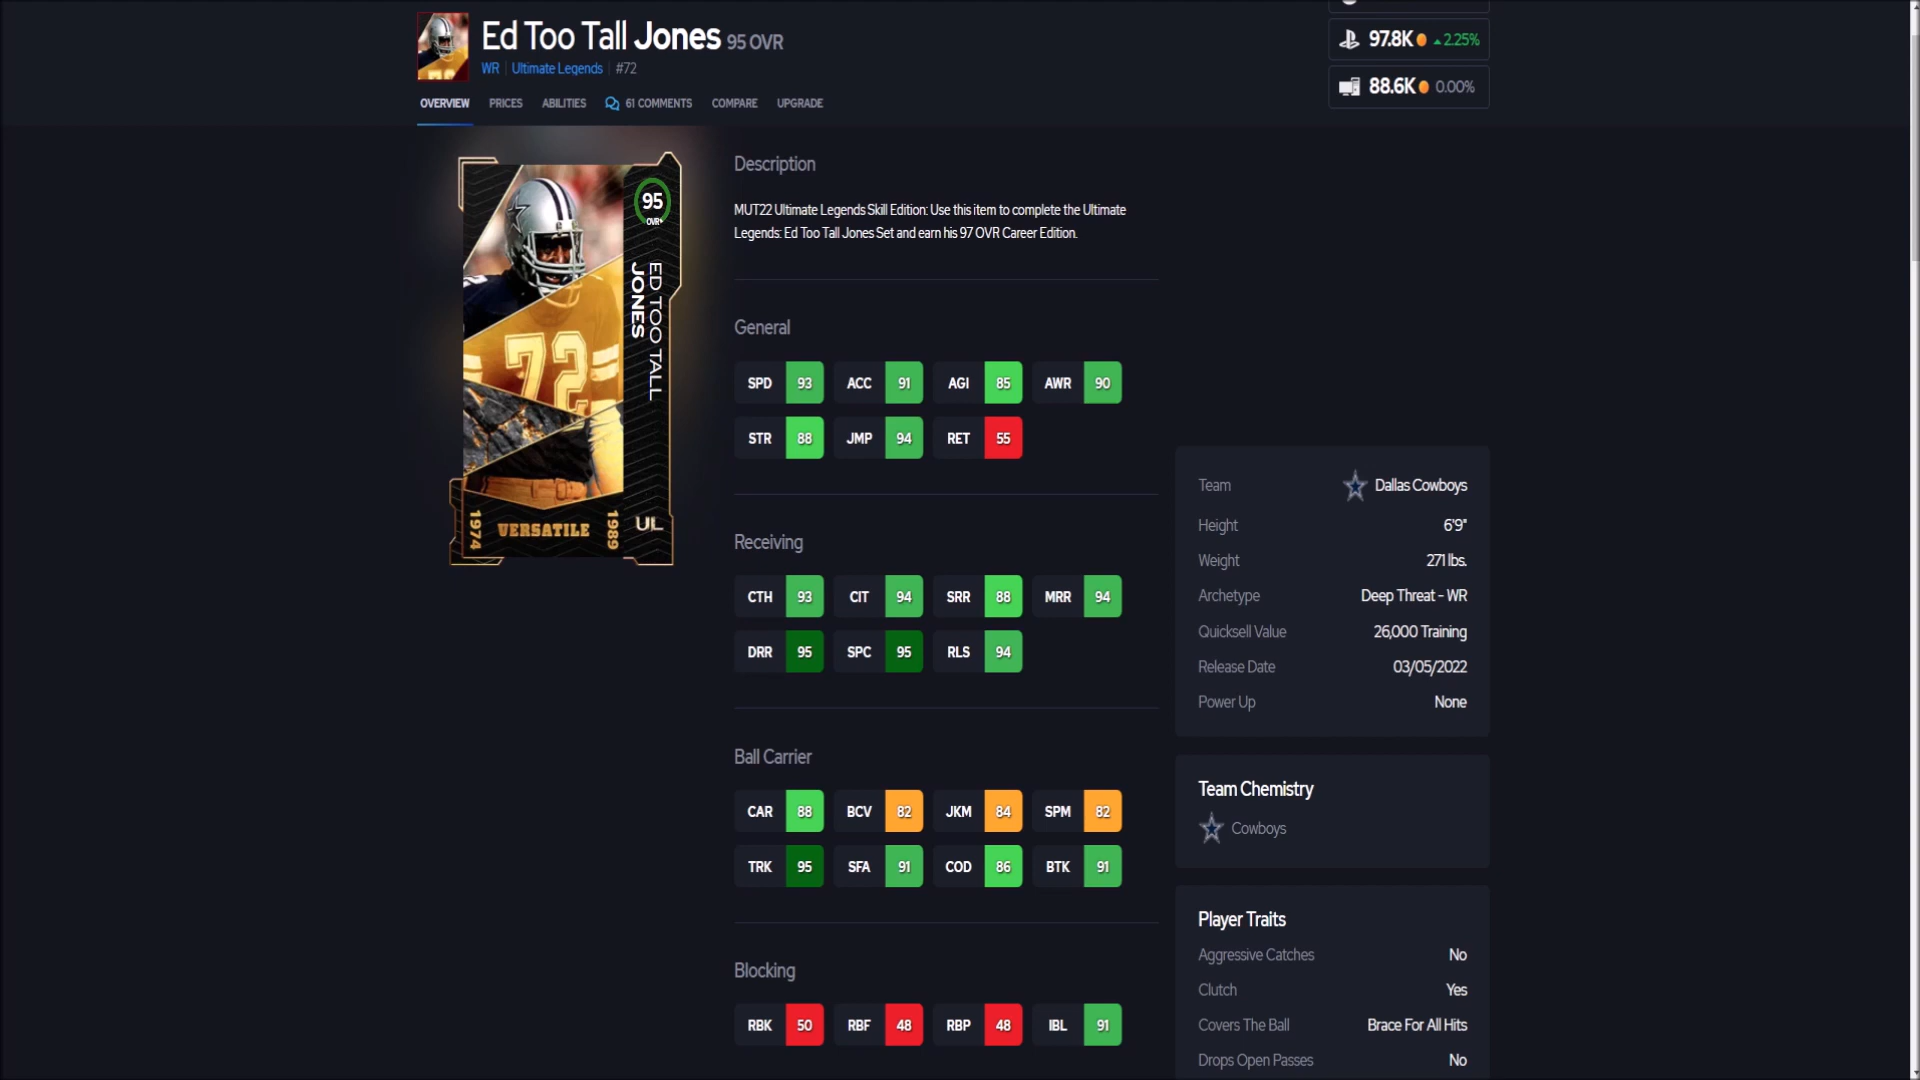 Ed Too Tall Jones 95 OVR
WR Ultimate Legends #72
97.8K 2.25%
88.6K 0.00%
OVERVIEW PRICES ABILITIES 61 COMMENTS COMPARE UPGRADE
95
OVR
ED TOO TALL
JONES
72
1974 VERSATILE 1989 UL
Description
MUT22 Ultimate Legends Skill Edition: Use this item to complete the Ultimate
Legends: Ed Too Tall Jones Set and earn his 97 OVR Career Edition.
General
SPD 93 ACC 91 AGI 85 AWR 90
STR 88 JMP 94 RET 55
Receiving
CTH 93 CIT 94 SRR 88 MRR 94
DRR 95 SPC 95 RLS 94
Ball Carrier
CAR 88 BCV 82 JKM 84 SPM 82
TRK 95 SFA 91 COD 86 BTK 91
Blocking
RBK 50 RBF 48 RBP 48 IBL 91
Team Dallas Cowboys
Height 6'9"
Weight 271 lbs.
Archetype Deep Threat - WR
Quicksell Value 26,000 Training
Release Date 03/05/2022
Power Up None
Team Chemistry
Cowboys
Player Traits
Aggressive Catches No
Clutch Yes
Covers The Ball Brace For All Hits
Drops Open Passes No